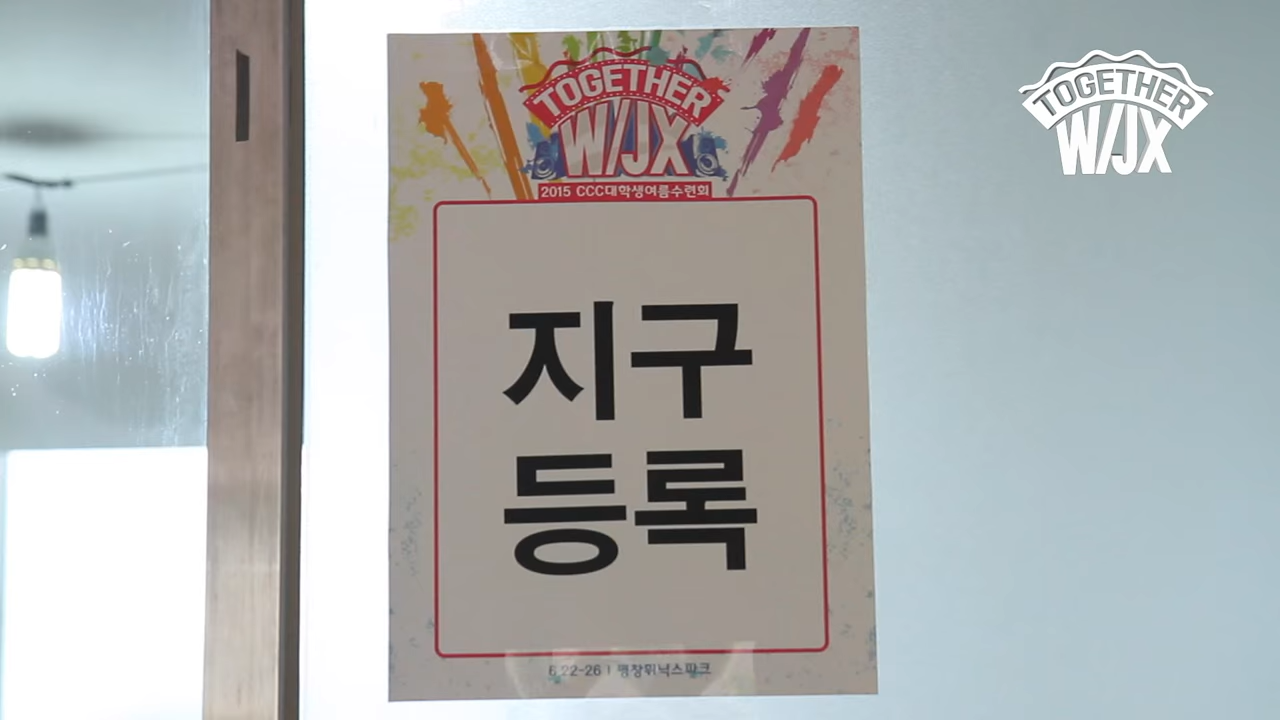 TOGETHER
W/JX
2015 CCC대학생여름수련회
지구
등록
6.22-26 | 평창휘닉스파크
TOGETHER
W/JX